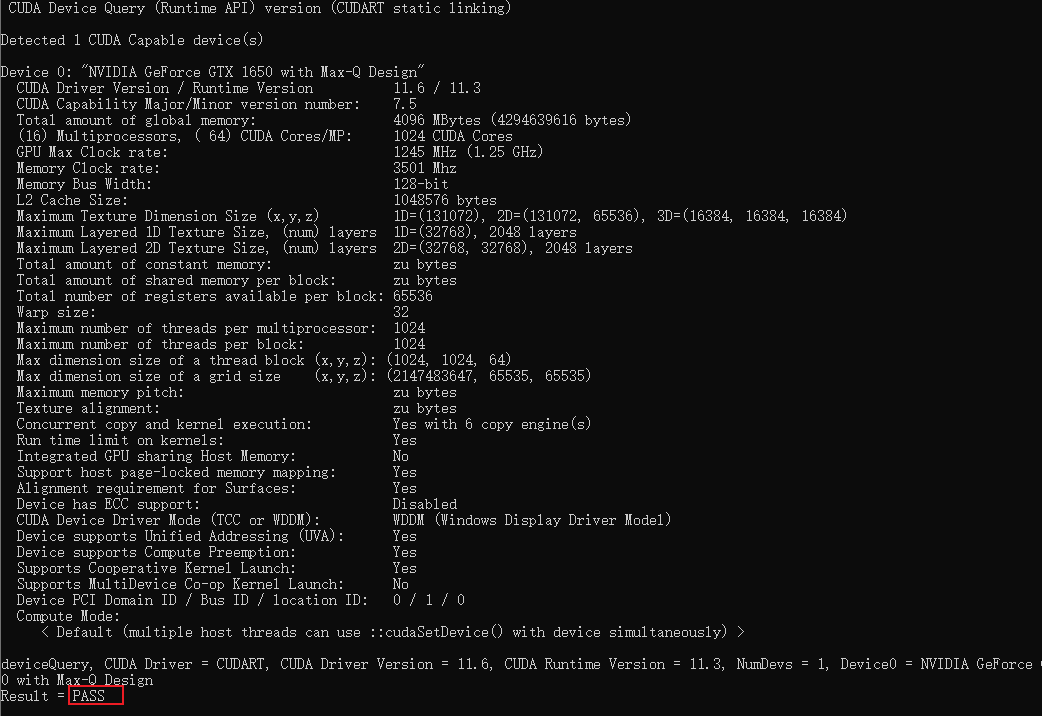 CUDA Device Query (Runtime API) version (CUDART static linking)
Detected 1 CUDA Capable device(s)
Device 0: "NVIDIA GeForce GTX 1650 with Max-Q Design"
CUDA Driver Version / Runtime Version 11.6 / 11.3
CUDA Capability Major/Minor version number: 7.5
Total amount of global memory: 4096 MBytes (4294639616 bytes)
(16) Multiprocessors, ( 64) CUDA Cores/MP: 1024 CUDA Cores
GPU Max Clock rate: 1245 MHz (1.25 GHz)
Memory Clock rate: 3501 Mhz
Memory Bus Width: 128-bit
L2 Cache Size: 1048576 bytes
Maximum Texture Dimension Size (x,y,z) 1D=(131072), 2D=(131072, 65536), 3D=(16384, 16384, 16384)
Maximum Layered 1D Texture Size, (num) layers 1D=(32768), 2048 layers
Maximum Layered 2D Texture Size, (num) layers 2D=(32768, 32768), 2048 layers
Total amount of constant memory: zu bytes
Total amount of shared memory per block: zu bytes
Total number of registers available per block: 65536
Warp size: 32
Maximum number of threads per multiprocessor: 1024
Maximum number of threads per block: 1024
Max dimension size of a thread block (x,y,z): (1024, 1024, 64)
Max dimension size of a grid size (x,y,z): (2147483647, 65535, 65535)
Maximum memory pitch: zu bytes
Texture alignment: zu bytes
Concurrent copy and kernel execution: Yes with 6 copy engine(s)
Run time limit on kernels: Yes
Integrated GPU sharing Host Memory: No
Support host page-locked memory mapping: Yes
Alignment requirement for Surfaces: Yes
Device has ECC support: Disabled
CUDA Device Driver Mode (TCC or WDDM): WDDM (Windows Display Driver Model)
Device supports Unified Addressing (UVA): Yes
Device supports Compute Preemption: Yes
Supports Cooperative Kernel Launch: Yes
Supports MultiDevice Co-op Kernel Launch: No
Device PCI Domain ID / Bus ID / location ID: 0 / 1 / 0
Compute Mode:
< Default (multiple host threads can use ::cudaSetDevice() with device simultaneously) >
deviceQuery, CUDA Driver = CUDART, CUDA Driver Version = 11.6, CUDA Runtime Version = 11.3, NumDevs = 1, Device0 = NVIDIA GeForce
0 with Max-Q Design
Result = PASS